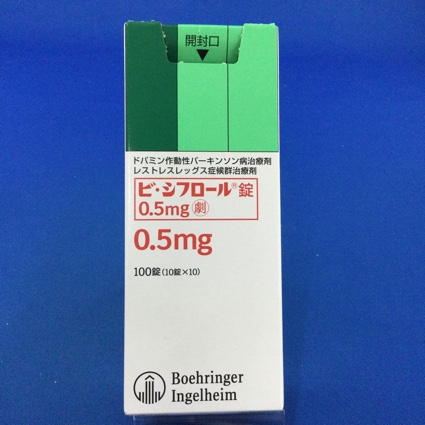 開封口
ドパミン作動性パーキンソン病治療剤
レストレスレッグス症候群治療剤
ビ・シフロール®錠
0.5mg 劇
0.5mg
100錠(10錠×10)
Boehringer
Ingelheim